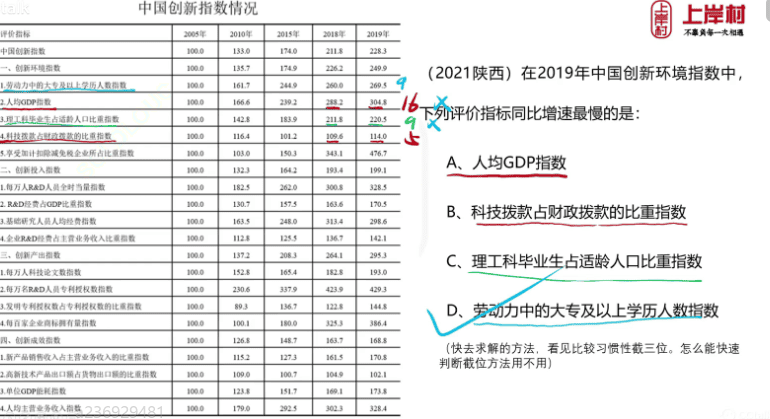 中国创新指数情况
评价指标 2005年 2010年 2015年 2018年 2019年
中国创新指数 100.0 133.0 174.0 211.8 228.3
一、创新环境指数 100.0 135.7 174.9 226.2 249.9
1.劳动力中的大专及以上学历人数指数 100.0 161.7 244.9 260.0 269.5
2.人均GDP指数 100.0 166.6 239.2 288.2 304.8
3.理工科毕业生占适龄人口比重指数 100.0 142.8 183.9 211.8 220.5
4.科技拨款占财政拨款的比重指数 100.0 116.4 101.2 109.6 114.0
5.享受加计扣除减免税企业所占比重指数 100.0 103.0 150.3 343.1 476.7
二、创新投入指数 100.0 132.3 164.2 193.4 199.1
1.每万人R&D人员全时当量指数 100.0 182.5 262.0 300.8 328.5
2. R&D经费占GDP比重指数 100.0 130.7 157.5 163.6 170.5
3.基础研究人员人均经费指数 100.0 163.5 248.0 313.4 298.6
4.企业R&D经费占主营业务收入比重指数 100.0 112.8 125.5 136.7 142.1
三、创新产出指数 100.0 137.2 208.3 264.1 295.3
1.每万人科技论文数指数 100.0 152.8 165.4 182.8 193.0
2.每万名R&D人员专利授权数指数 100.0 230.6 337.9 423.9 429.3
3.发明专利授权数占专利授权数的比重指数 100.0 89.3 136.7 122.8 144.8
4.每百家企业商标拥有量指数 100.0 100.1 180.0 325.3 386.4
四、创新成效指数 100.0 126.8 148.7 163.7 168.8
1.新产品销售收入占主营业务收入的比重指数 100.0 115.2 127.3 161.5 170.8
2.高新技术产品出口额占货物出口额的比重指数 100.0 109.0 100.7 104.9 102.1
3.单位GDP能耗指数 100.0 123.8 151.7 169.1 173.8
4.人均主营业务收入指数 100.0 179.0 292.5 302.3 328.4
236929481
9
16
9
5
上岸村
不辜负每一次相遇
（2021陕西）在2019年中国创新环境指数中，
下列评价指标同比增速最慢的是：
A、人均GDP指数
B、科技拨款占财政拨款的比重指数
C、理工科毕业生占适龄人口比重指数
D、劳动力中的大专及以上学历人数指数
（快去求解的方法，看见比较习惯性截三位。怎么能快速
判断截位方法用不用）